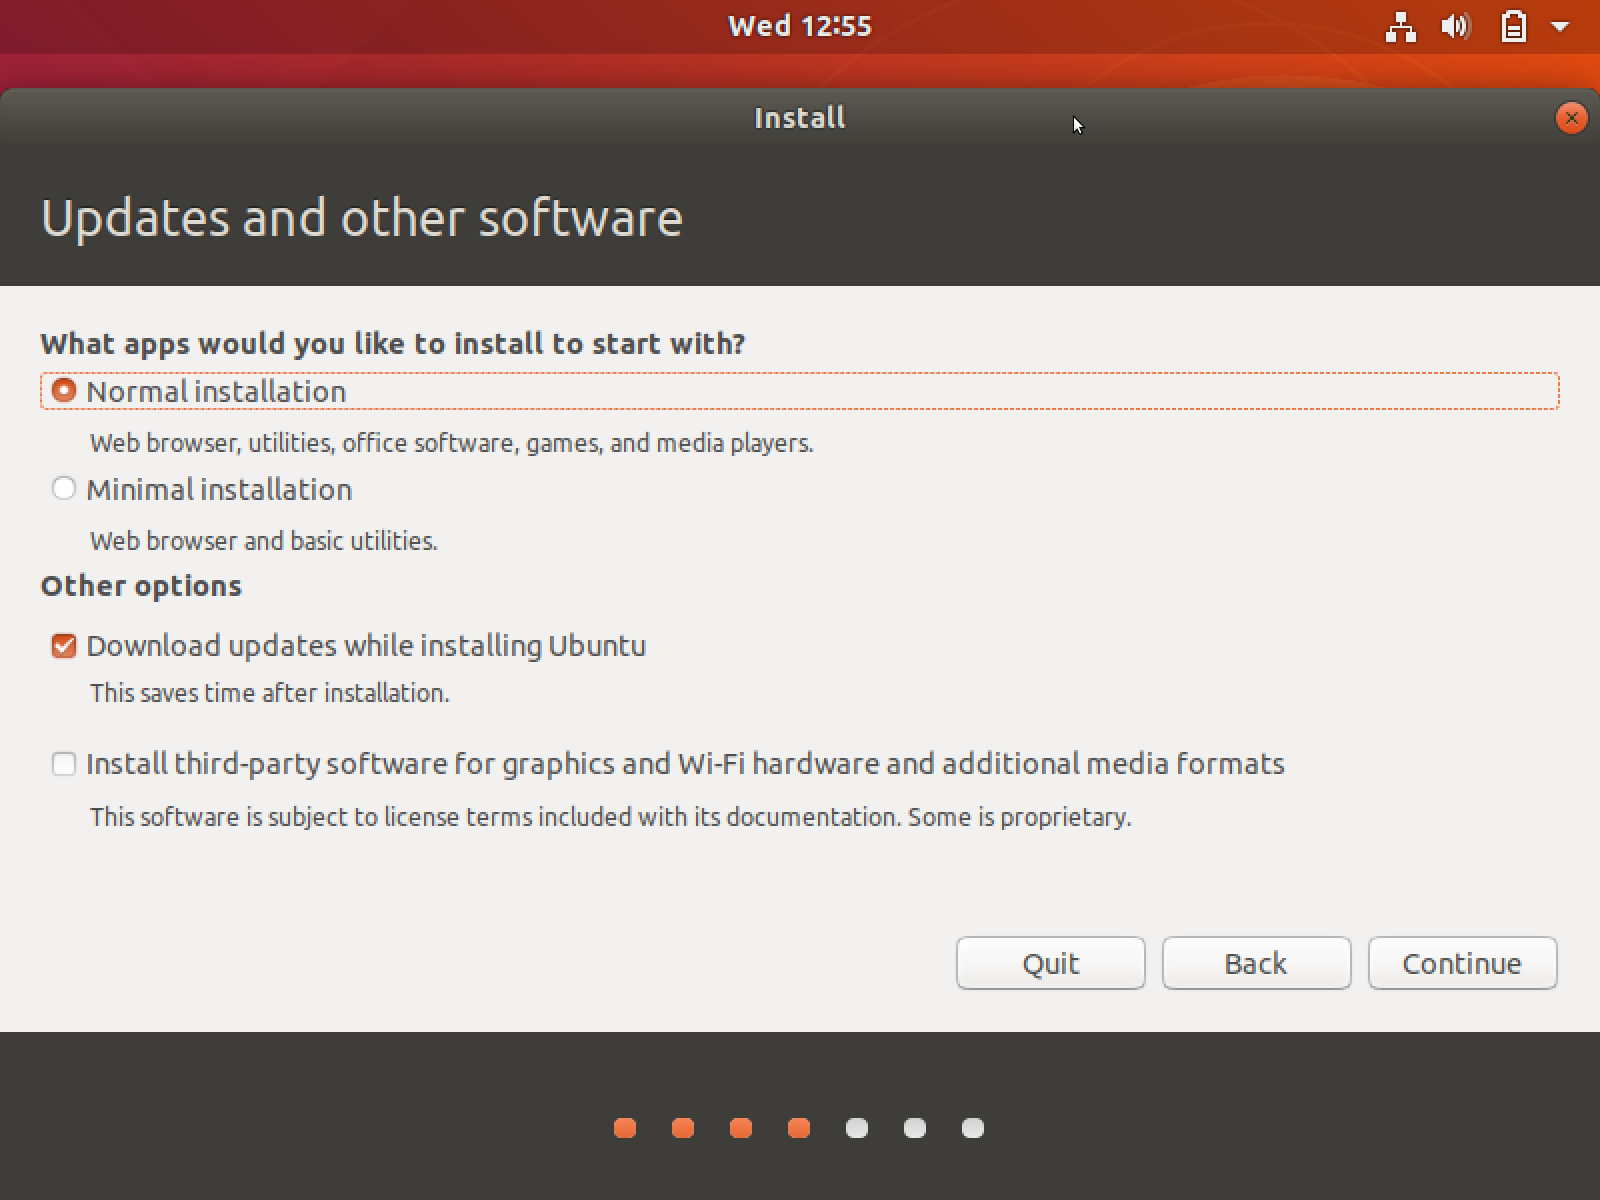 Wed 12:55
Install
Updates and other software
What apps would you like to install to start with?
Normal installation
Web browser, utilities, office software, games, and media players.
Minimal installation
Web browser and basic utilities.
Other options
Download updates while installing Ubuntu
This saves time after installation.
Install third-party software for graphics and Wi-Fi hardware and additional media formats
This software is subject to license terms included with its documentation. Some is proprietary.
Quit Back Continue